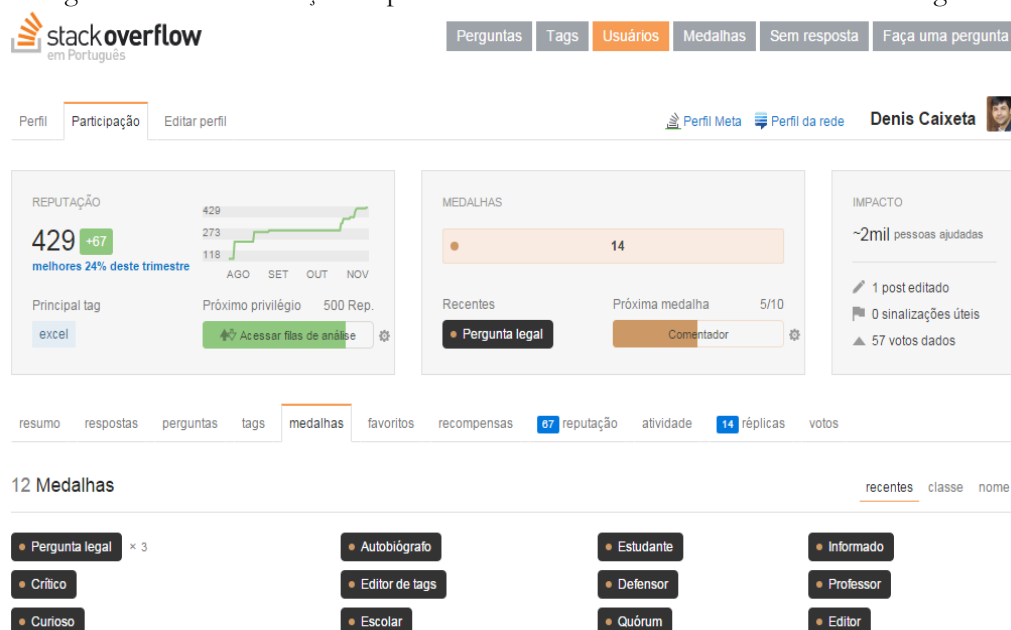 stackoverflow
em Português
Perguntas Tags Usuários Medalhas Sem resposta Faça uma pergunta
Perfil Participação Editar perfil Perfil Meta Perfil da rede Denis Caixeta
REPUTAÇÃO
429 +67
melhores 24% deste trimestre
429
273
118
AGO SET OUT NOV
Principal tag Próximo privilégio 500 Rep.
excel Acessar filas de análise
MEDALHAS
14
Recentes Próxima medalha 5/10
Pergunta legal Comentador
IMPACTO
~2mil pessoas ajudadas
1 post editado
0 sinalizações úteis
57 votos dados
resumo respostas perguntas tags medalhas favoritos recompensas 67 reputação atividade 14 réplicas votos
12 Medalhas recentes classe nome
Pergunta legal × 3 Autobiógrafo Estudante Informado
Crítico Editor de tags Defensor Professor
Curioso Escolar Quórum Editor